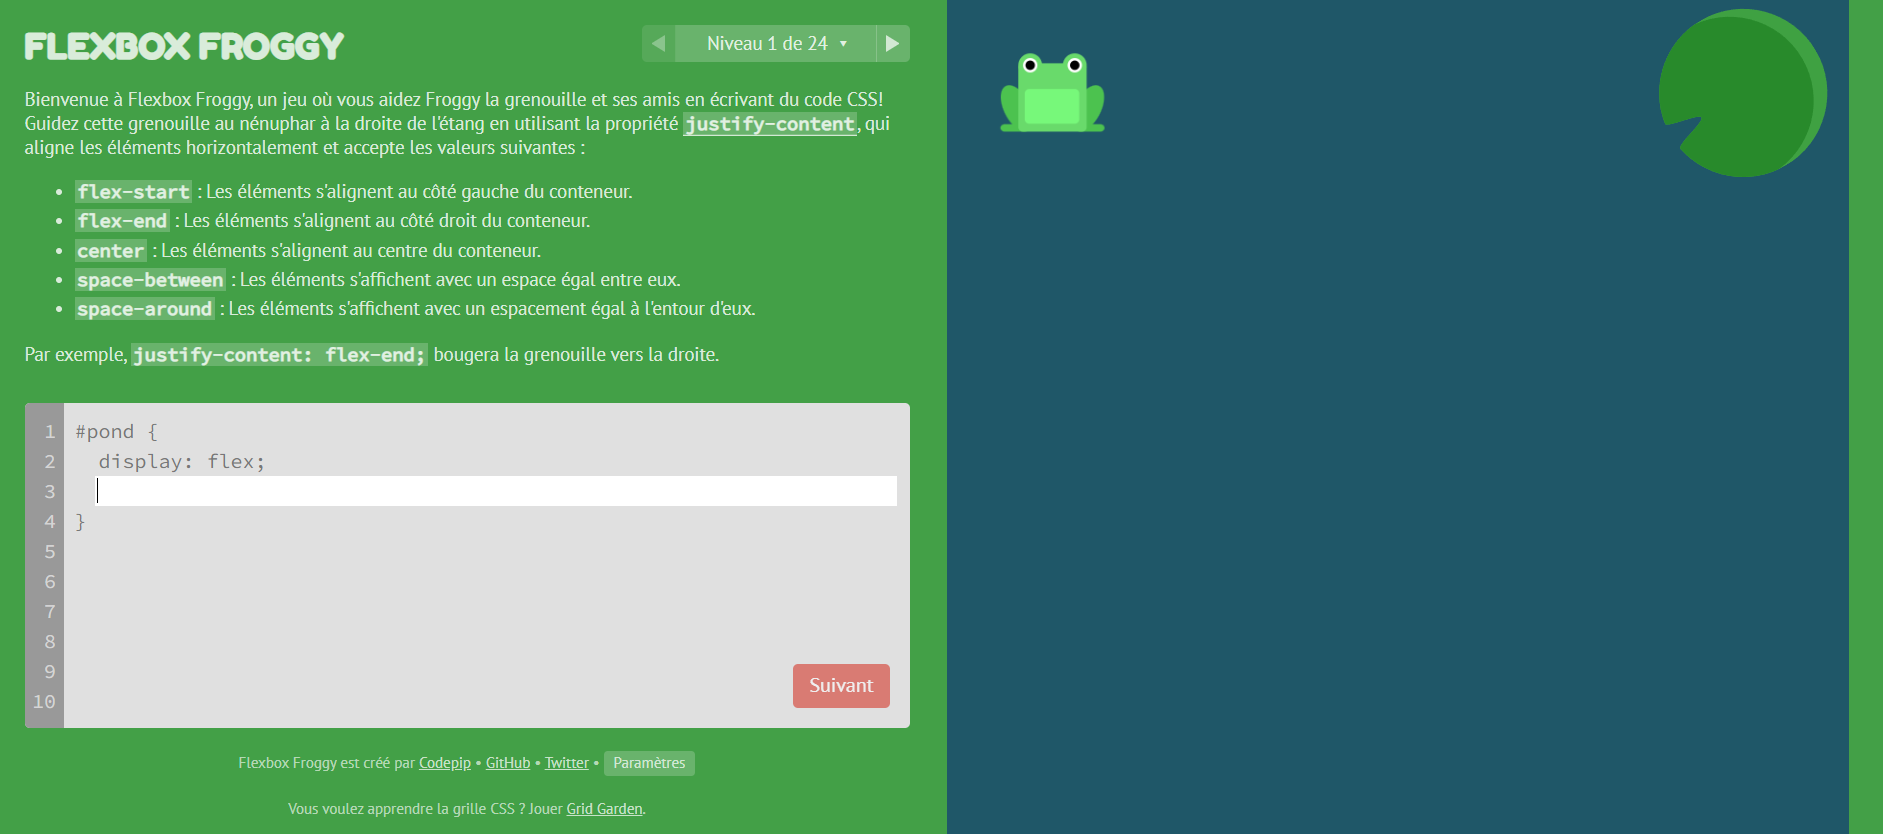 FLEXBOX FROGGY
Niveau 1 de 24 ▼
Bienvenue à Flexbox Froggy, un jeu où vous aidez Froggy la grenouille et ses amis en écrivant du code CSS!
Guidez cette grenouille au nénuphar à la droite de l'étang en utilisant la propriété justify-content, qui
aligne les éléments horizontalement et accepte les valeurs suivantes :
• flex-start : Les éléments s'alignent au côté gauche du conteneur.
• flex-end : Les éléments s'alignent au côté droit du conteneur.
• center : Les éléments s'alignent au centre du conteneur.
• space-between : Les éléments s'affichent avec un espace égal entre eux.
• space-around : Les éléments s'affichent avec un espacement égal à l'entour d'eux.
Par exemple, justify-content: flex-end; bougera la grenouille vers la droite.
1 #pond {
2 display: flex;
3
4 }
5
6
7
8
9
10
Suivant
Flexbox Froggy est créé par Codepip • GitHub • Twitter • Paramètres
Vous voulez apprendre la grille CSS ? Jouer Grid Garden.